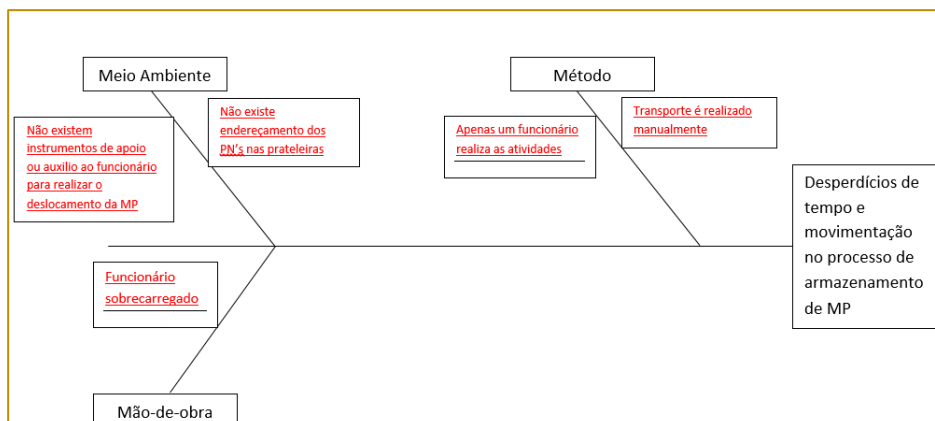 Meio Ambiente
Método
Não existem
instrumentos de apoio
ou auxilio ao funcionário
para realizar o
deslocamento da MP
Não existe
endereçamento dos
PN’s nas prateleiras
Apenas um funcionário
realiza as atividades
Transporte é realizado
manualmente
Desperdícios de
tempo e
movimentação
no processo de
armazenamento
de MP
Funcionário
sobrecarregado
Mão-de-obra